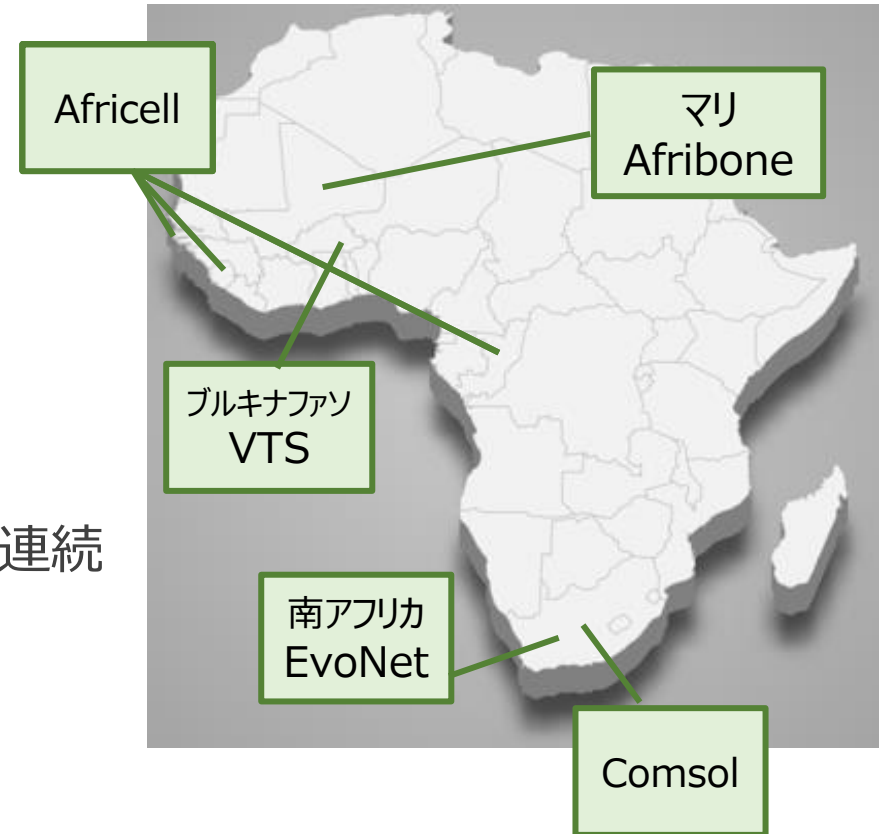 Africell
マリ
Afribone
ブルキナファソ
VTS
連続
南アフリカ
EvoNet
Comsol